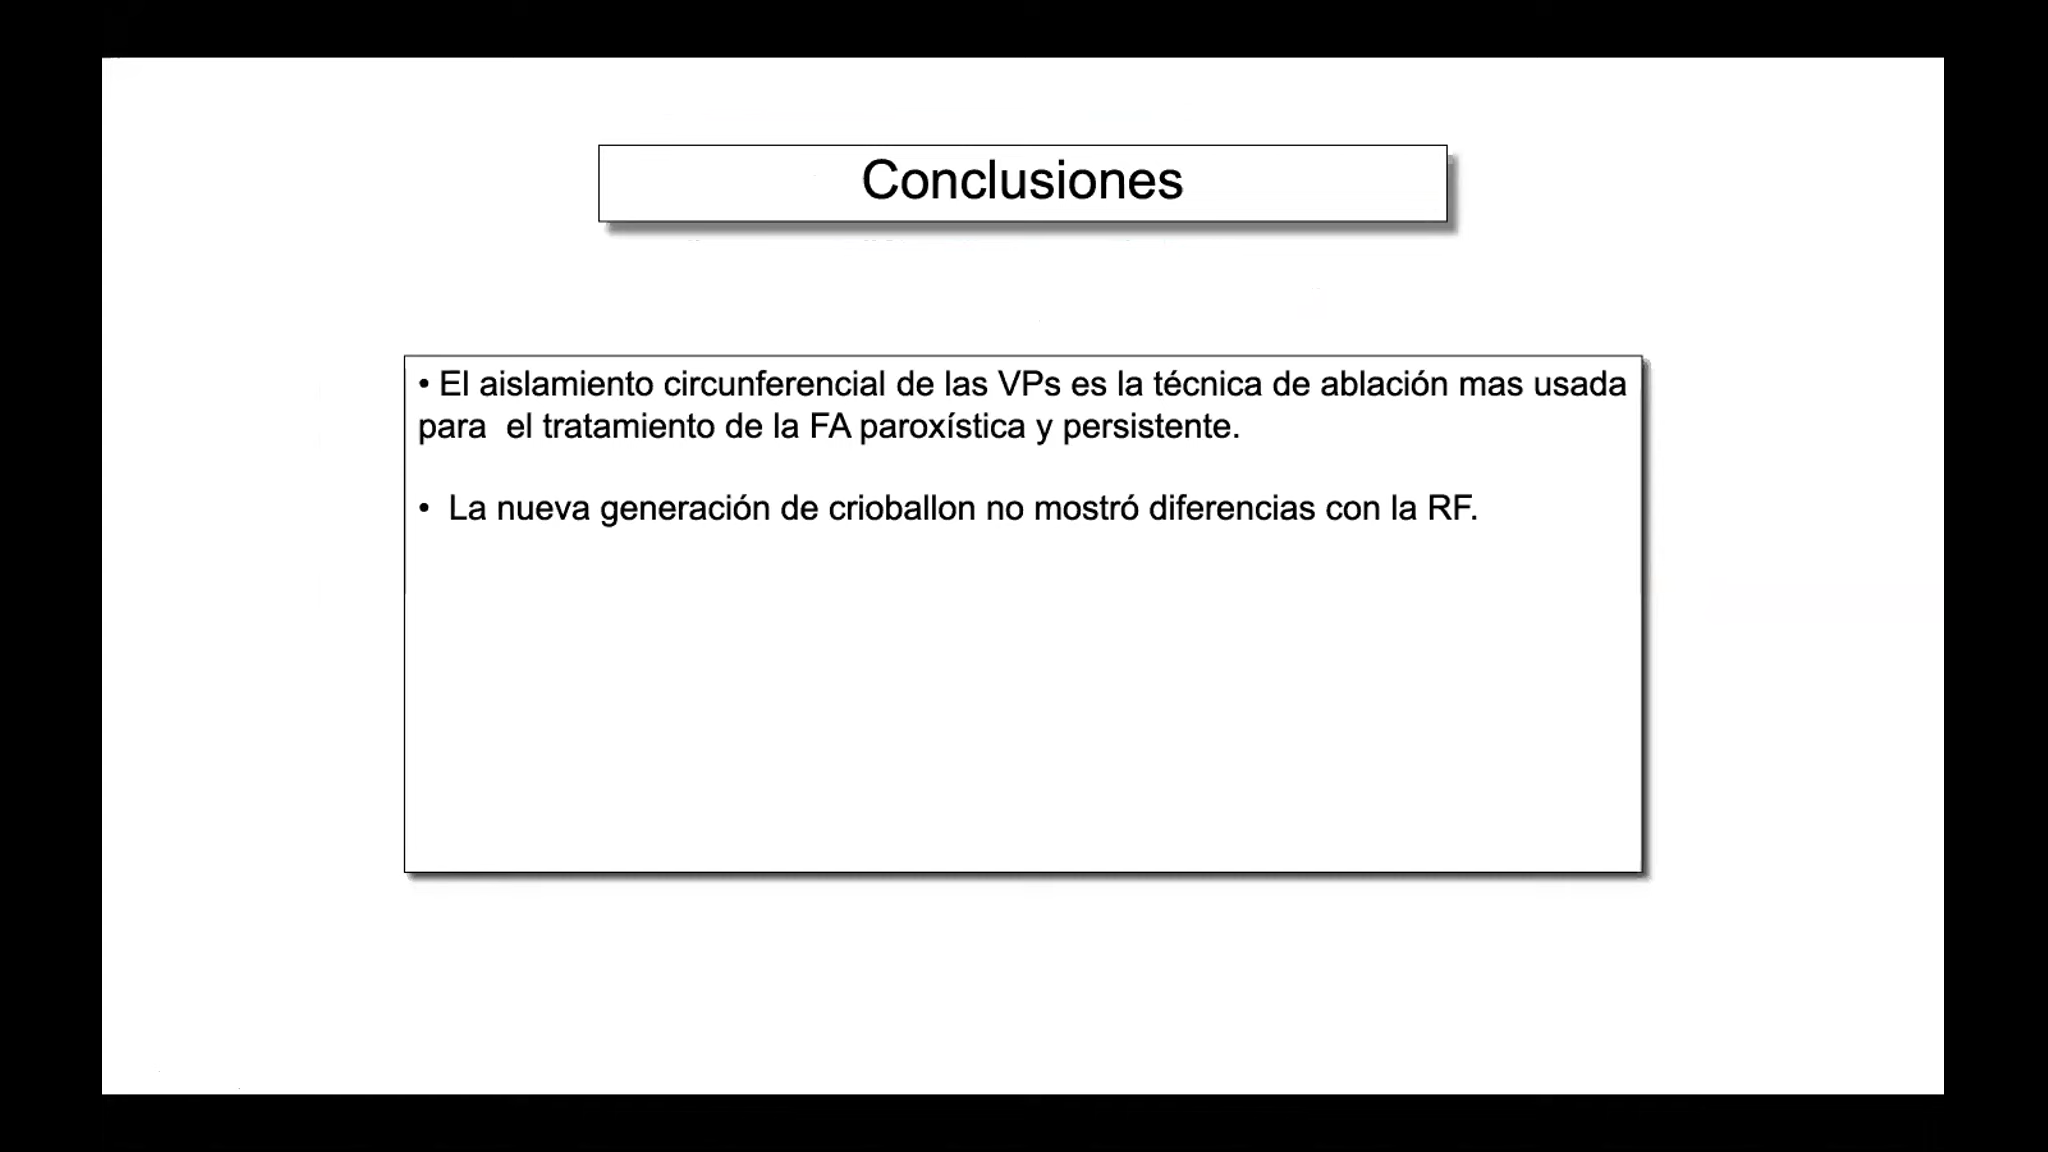 Conclusiones
• El aislamiento circunferencial de las VPs es la técnica de ablación mas usada
para  el tratamiento de la FA paroxística y persistente.
•  La nueva generación de crioballon no mostró diferencias con la RF.